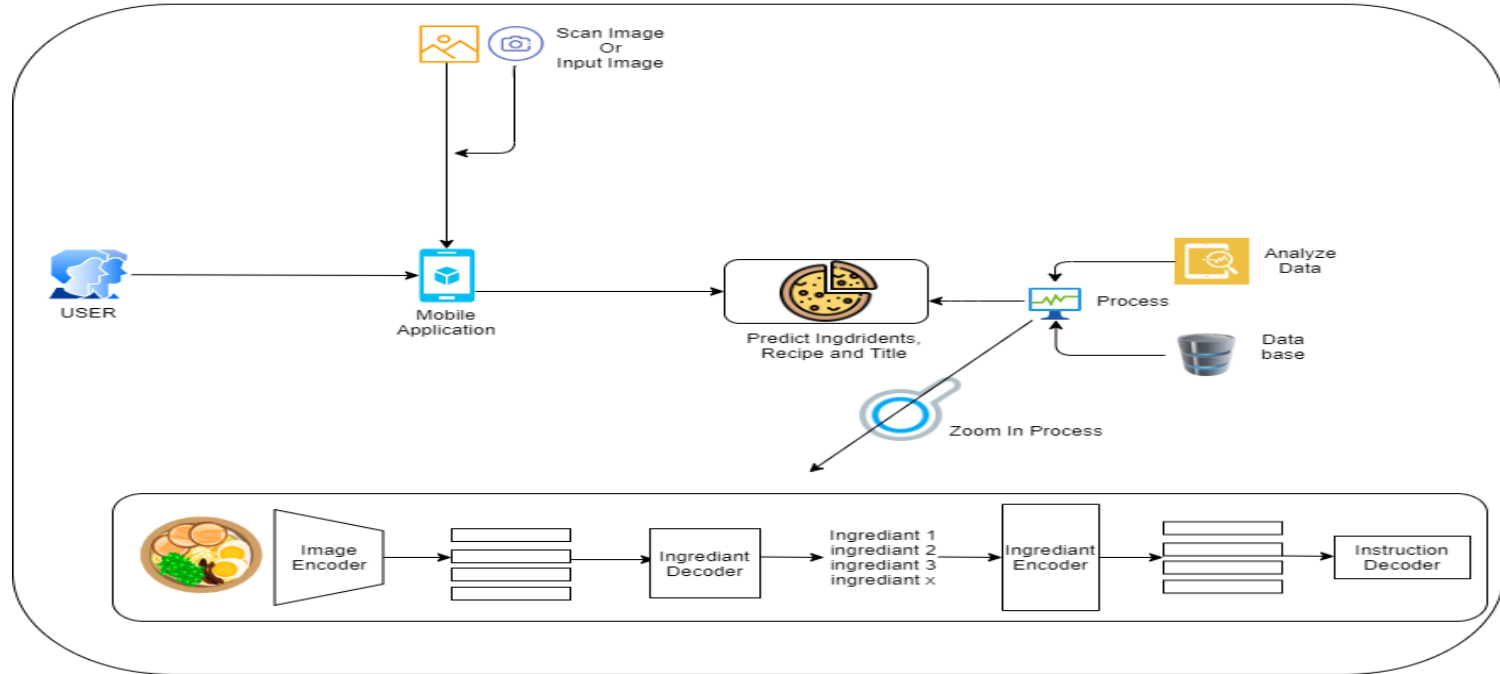 Scan Image
Or
Input Image
USER
Mobile
Application
Predict Ingdridents,
Recipe and Title
Process
Analyze
Data
Data
base
Zoom In Process
Image
Encoder
Ingrediant
Decoder
Ingrediant 1
ingrediant 2
ingrediant 3
ingrediant x
Ingrediant
Encoder
Instruction
Decoder